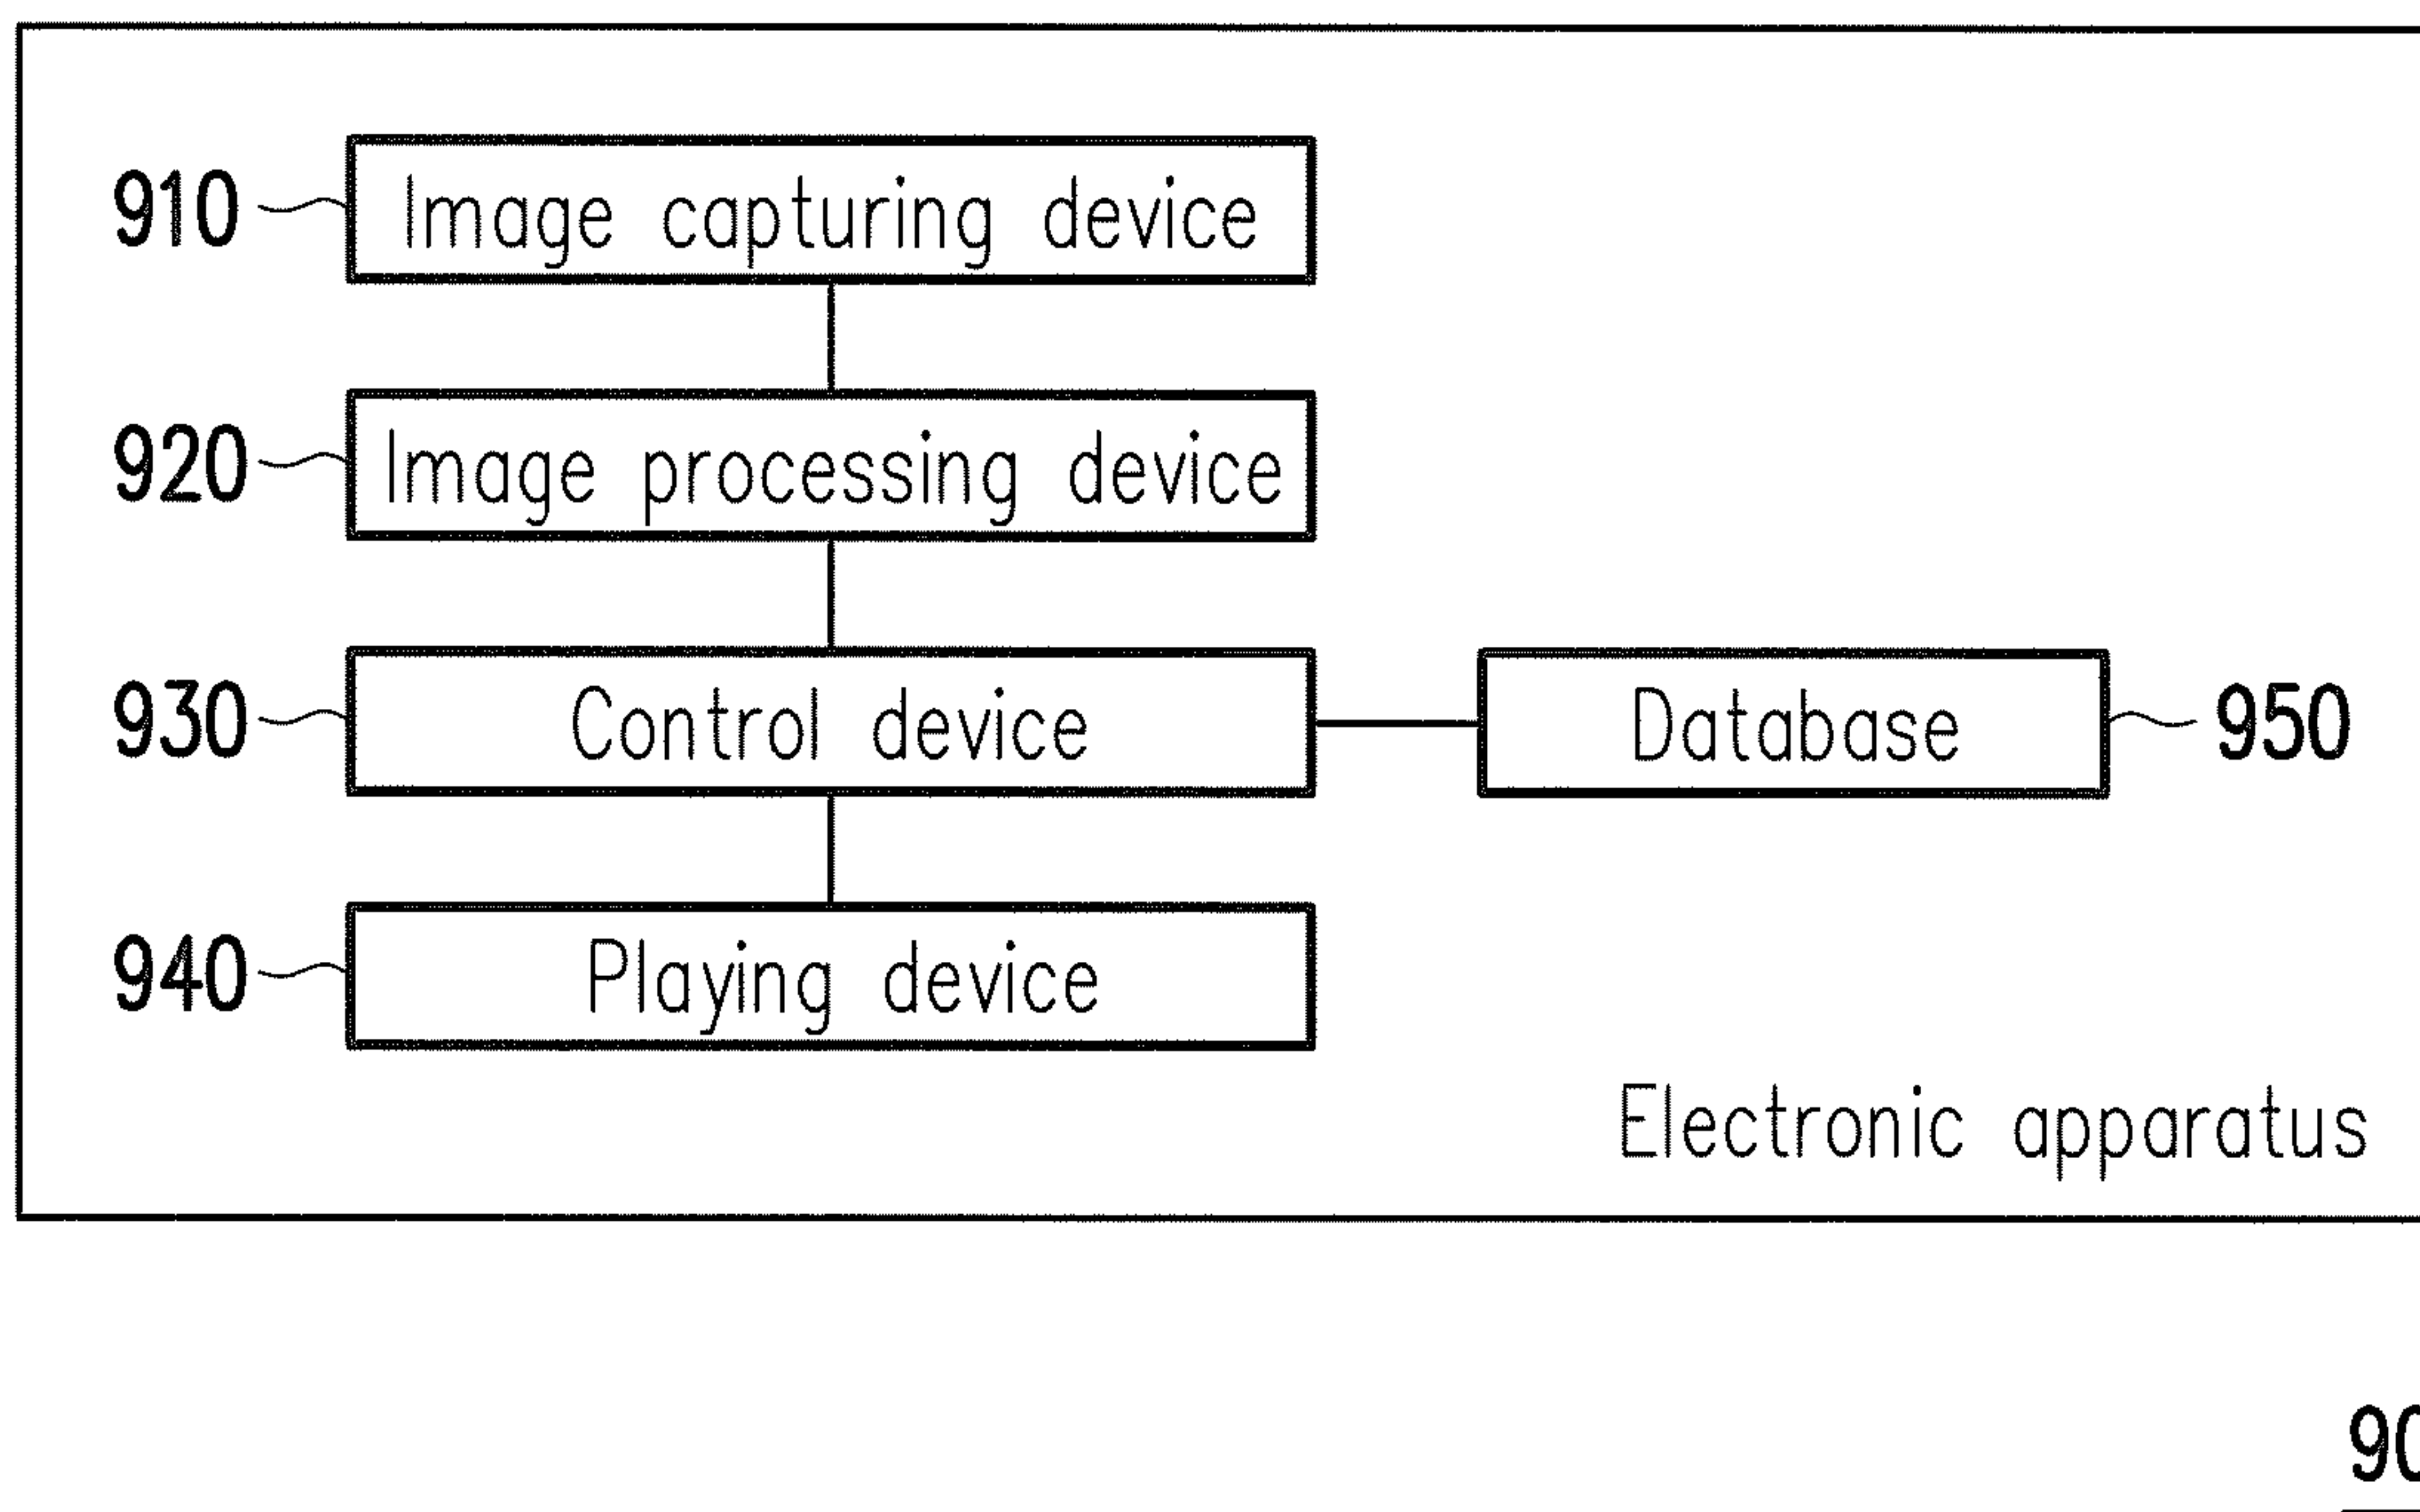 910 Image capturing device
920 Image processing device
930 Control device Database 950
940 Playing device
Electronic apparatus